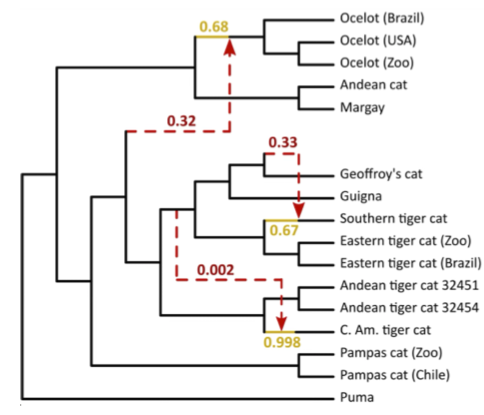 Ocelot (Brazil)
0.68
Ocelot (USA)
Ocelot (Zoo)
Andean cat
Margay
0.32
0.33
Geoffroy's cat
Guigna
Southern tiger cat
0.67
Eastern tiger cat (Zoo)
Eastern tiger cat (Brazil)
0.002
Andean tiger cat 32451
Andean tiger cat 32454
C. Am. tiger cat
0.998
Pampas cat (Zoo)
Pampas cat (Chile)
Puma